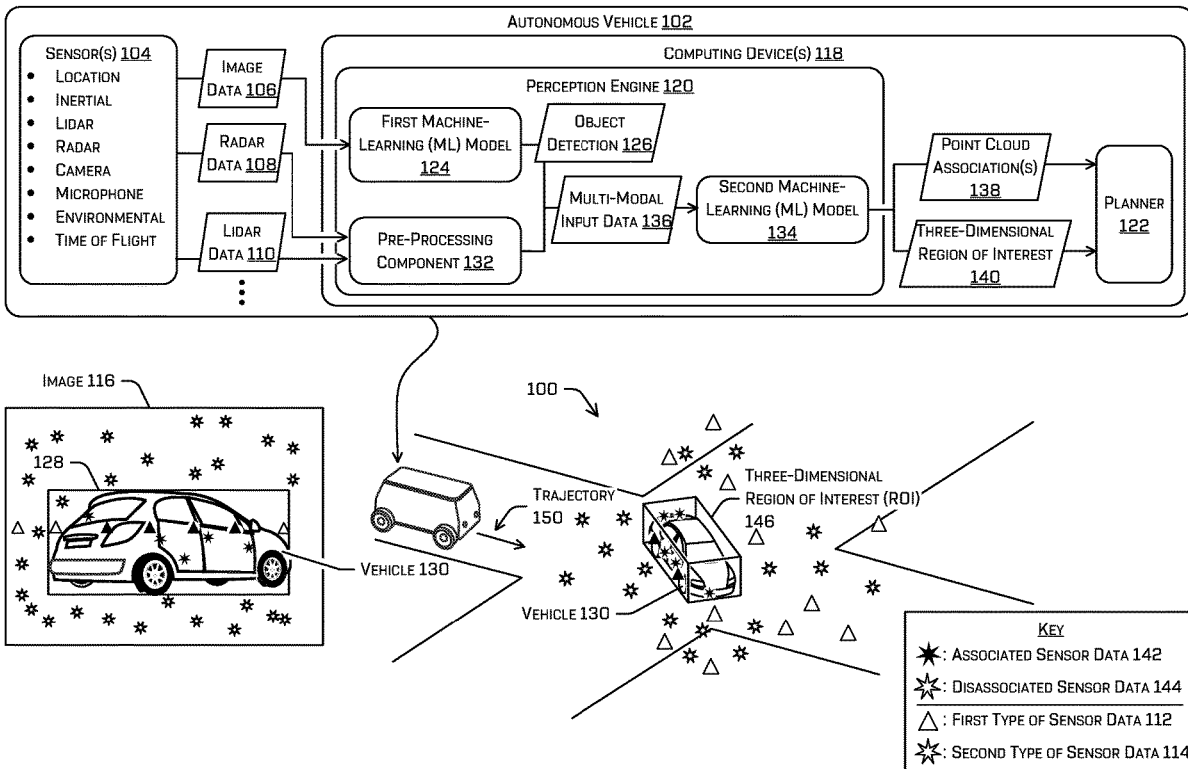 AUTONOMOUS VEHICLE 102
SENSOR(S) 104
• LOCATION
• INERTIAL
• LIDAR
• RADAR
• CAMERA
• MICROPHONE
• ENVIRONMENTAL
• TIME OF FLIGHT
IMAGE
DATA 106
RADAR
DATA 108
LIDAR
DATA 110
COMPUTING DEVICE(S) 118
PERCEPTION ENGINE 120
FIRST MACHINE-
LEARNING (ML) MODEL
124
OBJECT
DETECTION 126
PRE-PROCESSING
COMPONENT 132
MULTI-MODAL
INPUT DATA 136
SECOND MACHINE-
LEARNING (ML) MODEL
134
POINT CLOUD
ASSOCIATION(S)
138
THREE-DIMENSIONAL
REGION OF INTEREST
140
PLANNER
122
IMAGE 116
128
VEHICLE 130
100
TRAJECTORY
150
THREE-DIMENSIONAL
REGION OF INTEREST (ROI)
146
VEHICLE 130
KEY
: ASSOCIATED SENSOR DATA 142
: DISASSOCIATED SENSOR DATA 144
: FIRST TYPE OF SENSOR DATA 112
: SECOND TYPE OF SENSOR DATA 114